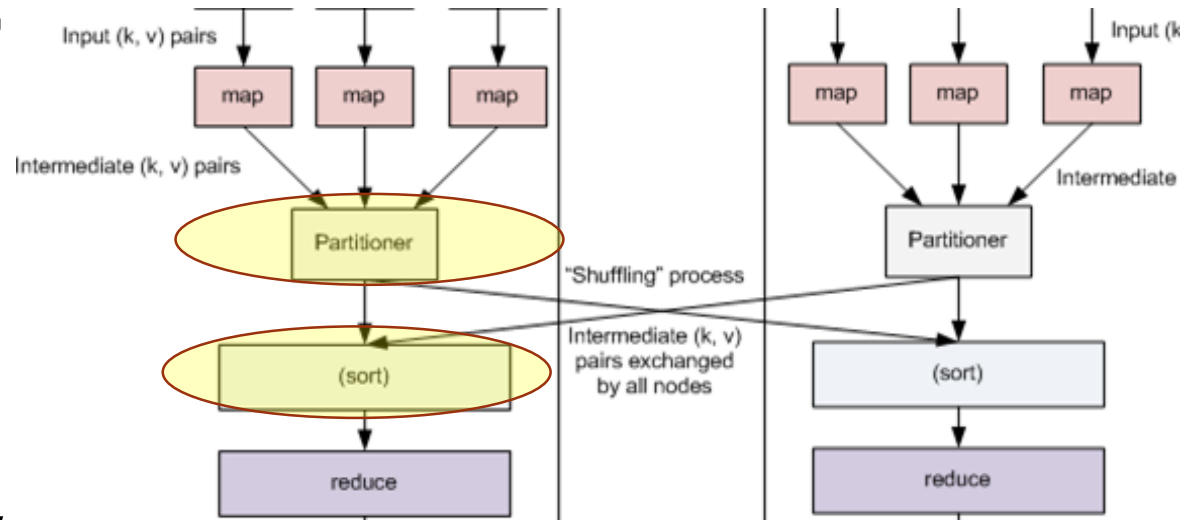 Input (k, v) pairs
map
map
map
Intermediate (k, v) pairs
Partitioner
(sort)
reduce
"Shuffling" process
Intermediate (k, v)
pairs exchanged
by all nodes
Input (k
map
map
map
Intermediate
Partitioner
(sort)
reduce